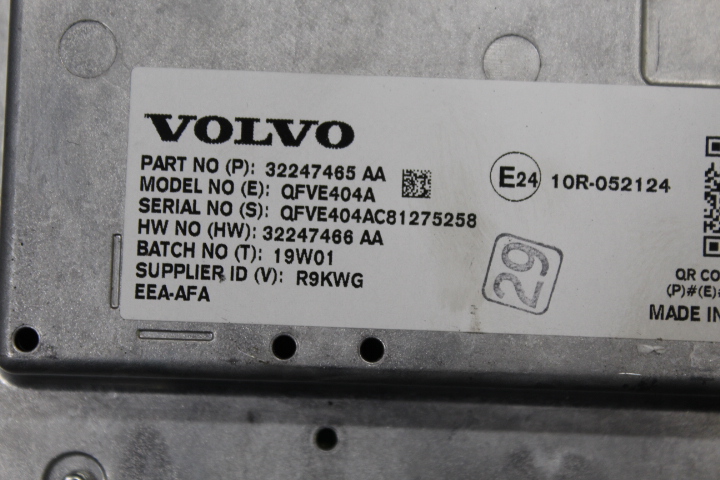 VOLVO
PART NO (P): 32247465 AA
MODEL NO (E): QFVE404A
SERIAL NO (S): QFVE404AC81275258
HW NO (HW): 32247466 AA
BATCH NO (T): 19W01
SUPPLIER ID (V): R9KWG
EEA-AFA
E24 10R-052124
29
QR CO
(P)#(E)#
MADE IN